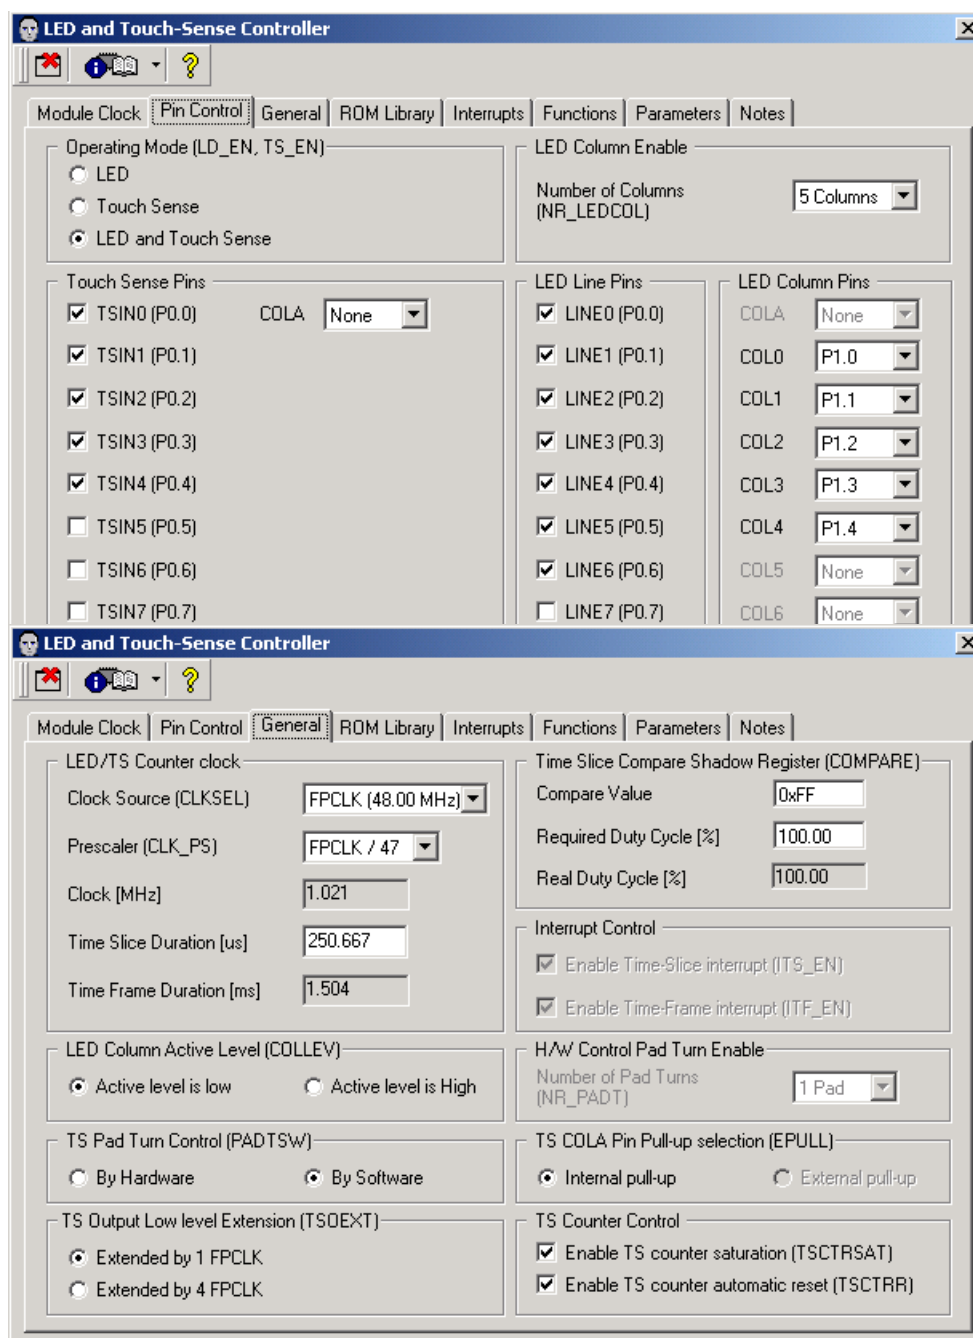 LED and Touch-Sense Controller
Module Clock Pin Control General ROM Library Interrupts Functions Parameters Notes
Operating Mode (LD_EN, TS_EN)
LED
Touch Sense
LED and Touch Sense
LED Column Enable
Number of Columns
(NR_LEDCOL)
5 Columns
Touch Sense Pins
TSIN0 (P0.0) COLA None
TSIN1 (P0.1)
TSIN2 (P0.2)
TSIN3 (P0.3)
TSIN4 (P0.4)
TSIN5 (P0.5)
TSIN6 (P0.6)
TSIN7 (P0.7)
LED Line Pins
LINE0 (P0.0)
LINE1 (P0.1)
LINE2 (P0.2)
LINE3 (P0.3)
LINE4 (P0.4)
LINE5 (P0.5)
LINE6 (P0.6)
LINE7 (P0.7)
LED Column Pins
COLA None
COL0 P1.0
COL1 P1.1
COL2 P1.2
COL3 P1.3
COL4 P1.4
COL5 None
COL6 None
LED and Touch-Sense Controller
Module Clock Pin Control General ROM Library Interrupts Functions Parameters Notes
LED/TS Counter clock
Clock Source (CLKSEL) FPCLK (48.00 MHz)
Prescaler (CLK_PS) FPCLK / 47
Clock [MHz] 1.021
Time Slice Duration [us] 250.667
Time Frame Duration [ms] 1.504
Time Slice Compare Shadow Register (COMPARE)
Compare Value 0xFF
Required Duty Cycle [%] 100.00
Real Duty Cycle [%] 100.00
Interrupt Control
Enable Time-Slice interrupt (ITS_EN)
Enable Time-Frame interrupt (ITF_EN)
LED Column Active Level (COLLEV)
Active level is low Active level is High
H/W Control Pad Turn Enable
Number of Pad Turns
(NR_PADT)
1 Pad
TS Pad Turn Control (PADTSW)
By Hardware By Software
TS COLA Pin Pull-up selection (EPULL)
Internal pull-up External pull-up
TS Output Low level Extension (TSOEXT)
Extended by 1 FPCLK
Extended by 4 FPCLK
TS Counter Control
Enable TS counter saturation (TSCTRSAT)
Enable TS counter automatic reset (TSCTRR)